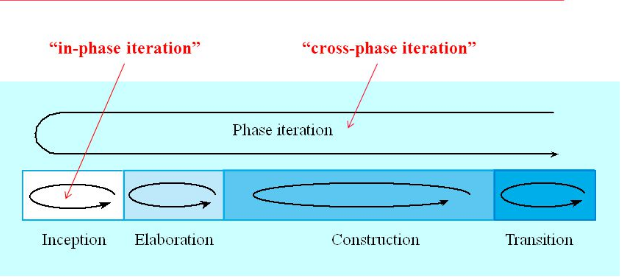 “in-phase iteration” “cross-phase iteration”
Phase iteration
Inception Elaboration Construction Transition